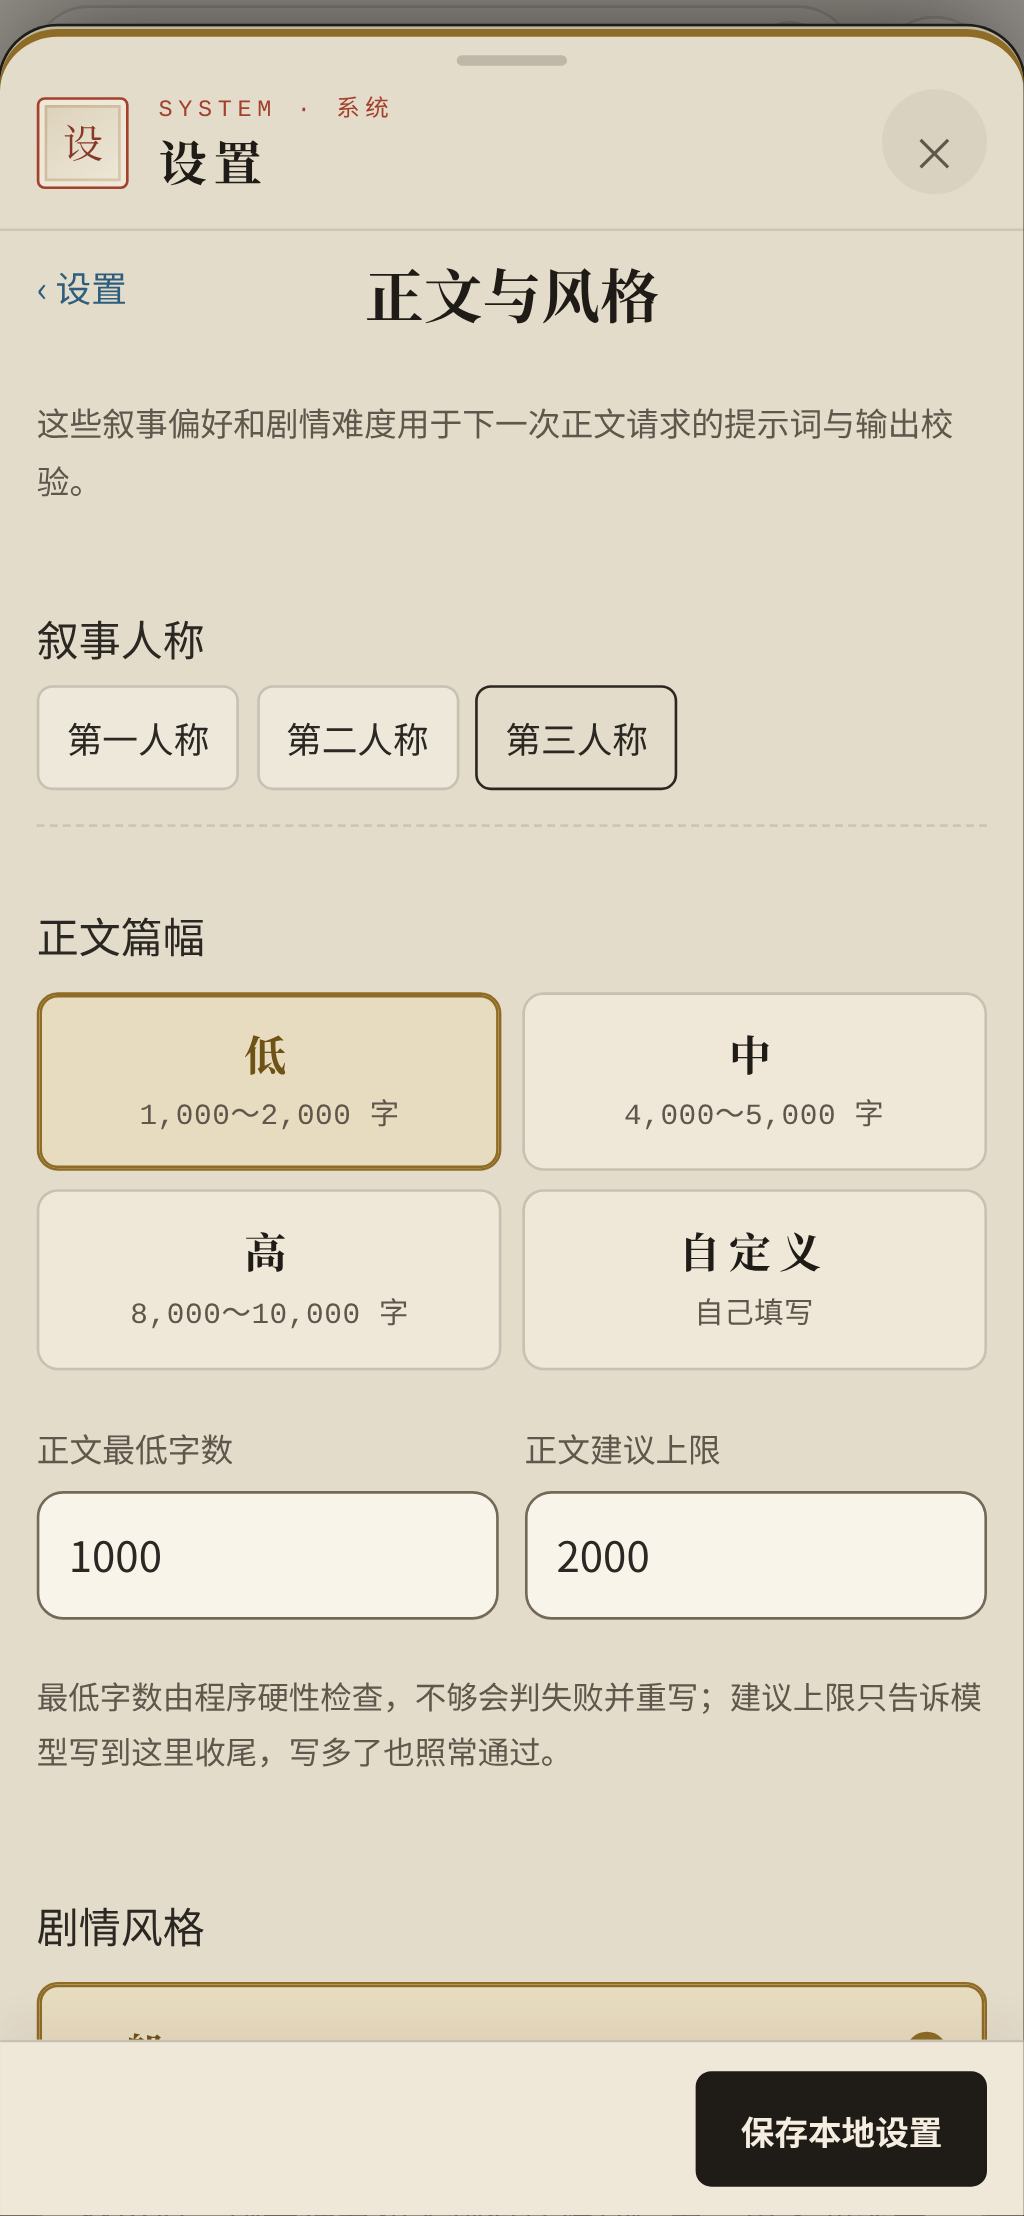 设
SYSTEM · 系统
设置
‹ 设置
正文与风格
这些叙事偏好和剧情难度用于下一次正文请求的提示词与输出校
验。
叙事人称
第一人称
第二人称
第三人称
正文篇幅
低
1,000～2,000 字
中
4,000～5,000 字
高
8,000～10,000 字
自定义
自己填写
正文最低字数
正文建议上限
1000
2000
最低字数由程序硬性检查，不够会判失败并重写；建议上限只告诉模
型写到这里收尾，写多了也照常通过。
剧情风格
保存本地设置